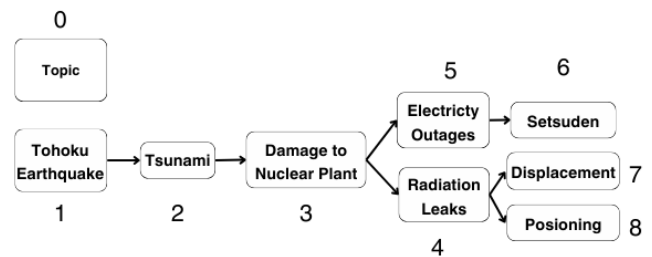 0
Topic
5
6
Electricty
Outages
Setsuden
Tohoku
Earthquake
Tsunami
Damage to
Nuclear Plant
Displacement
7
Radiation
Leaks
Posioning
8
1
2
3
4